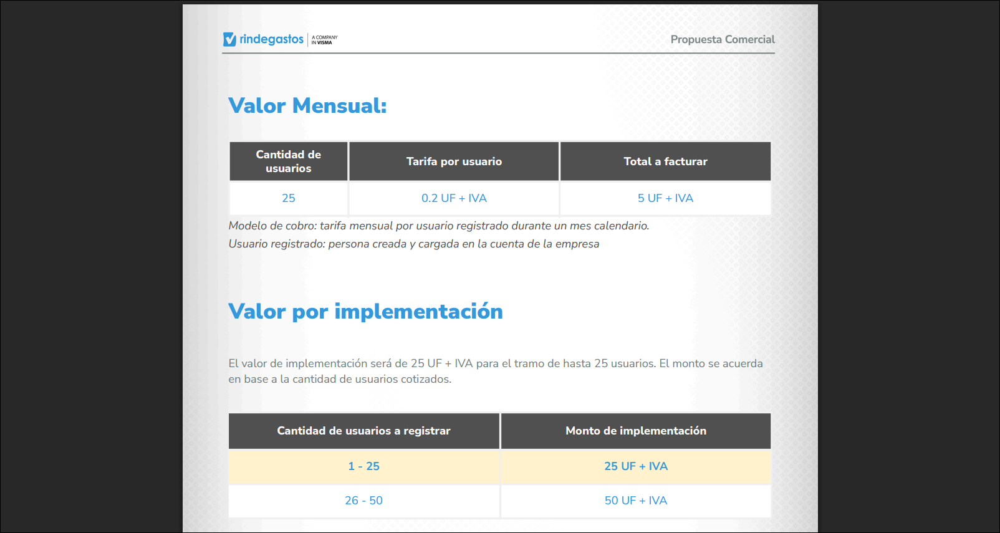 rindegastos A COMPANY IN VISMA
Propuesta Comercial
Valor Mensual:
Cantidad de usuarios Tarifa por usuario Total a facturar
25 0.2 UF + IVA 5 UF + IVA
Modelo de cobro: tarifa mensual por usuario registrado durante un mes calendario.
Usuario registrado: persona creada y cargada en la cuenta de la empresa
Valor por implementación
El valor de implementación será de 25 UF + IVA para el tramo de hasta 25 usuarios. El monto se acuerda
en base a la cantidad de usuarios cotizados.
Cantidad de usuarios a registrar Monto de implementación
1 - 25 25 UF + IVA
26 - 50 50 UF + IVA